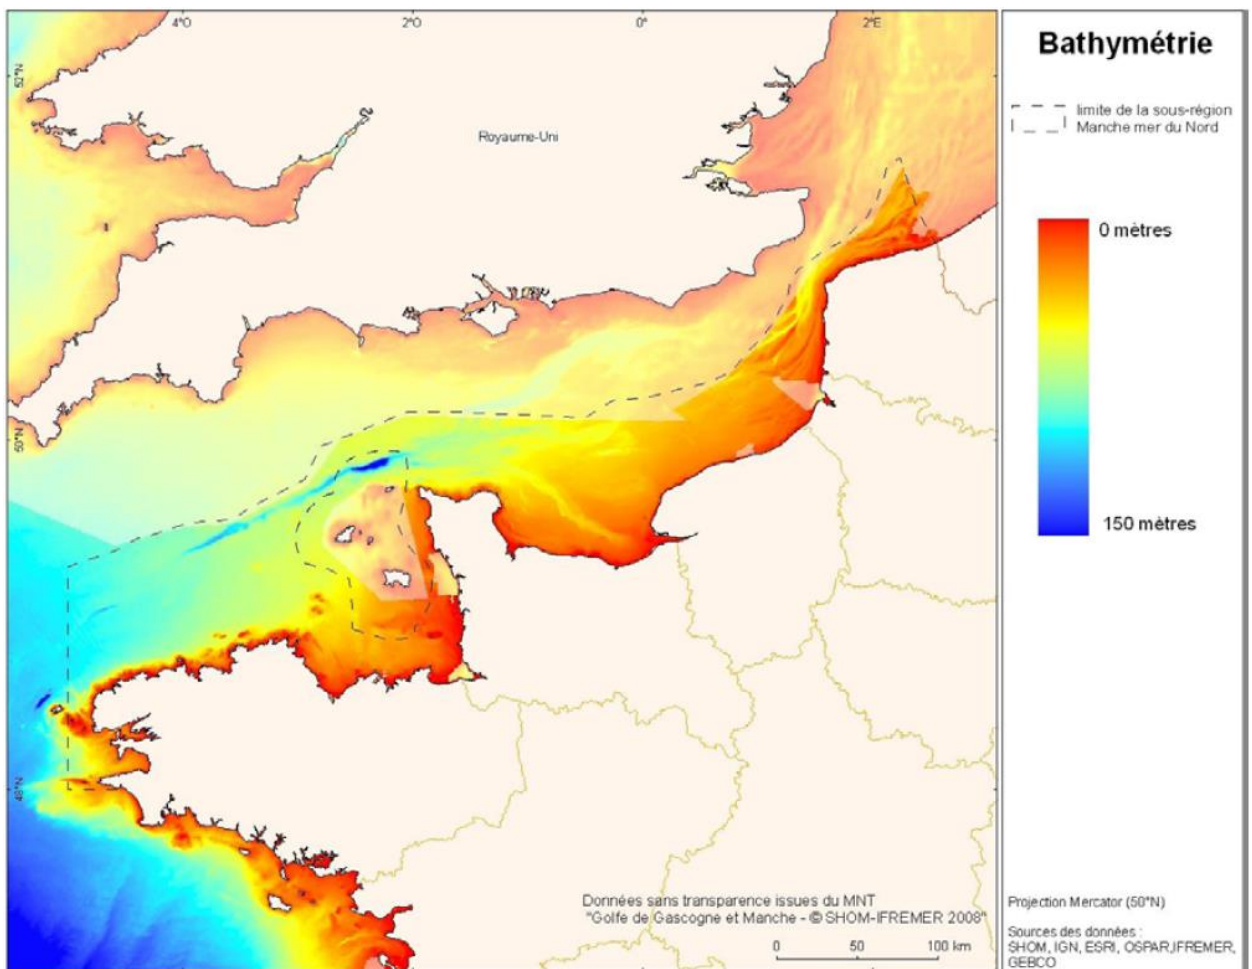 4°O
2°O
0°
2°E
52°N
50°N
48°N
Royaume-Uni
Données sans transparence issues du MNT
"Golfe de Gascogne et Manche - © SHOM-IFREMER 2008"
0 50 100 km
Bathymétrie
limite de la sous-région
Manche mer du Nord
0 mètres
150 mètres
Projection Mercator (50°N)
Sources des données :
SHOM, IGN, ESRI, OSPAR,IFREMER,
GEBCO